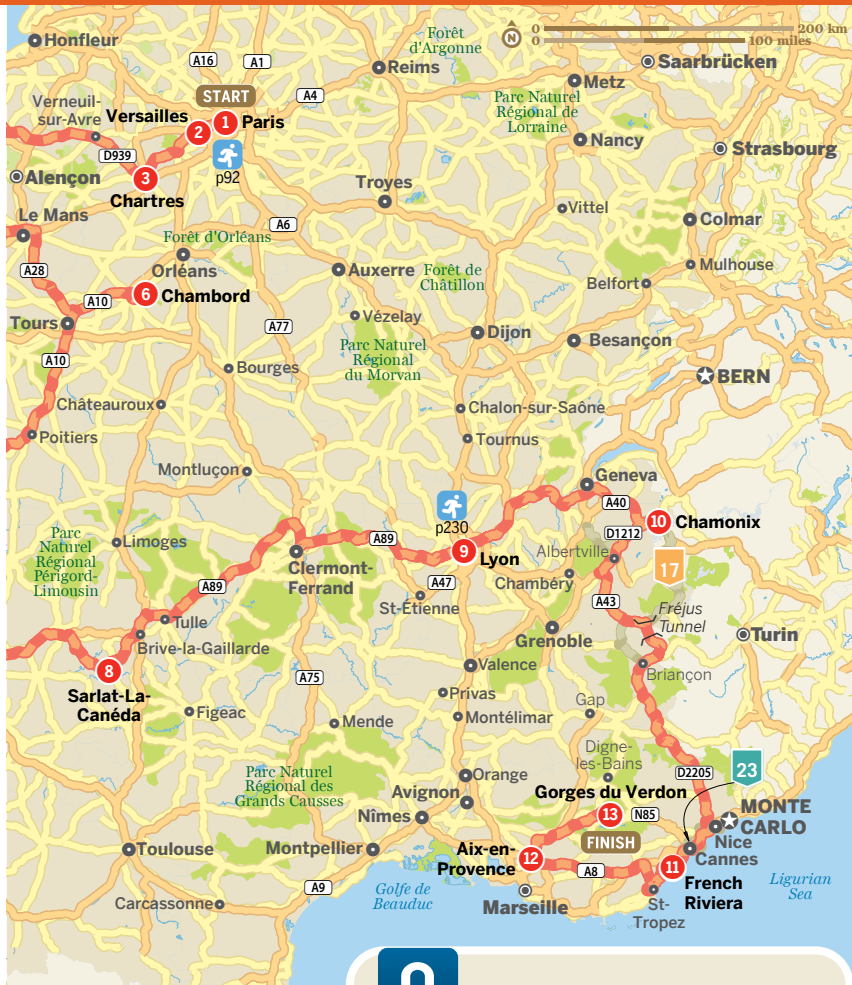 Honfleur
A16
A1
Forêt
d'Argonne
N
0
200 km
0
100 miles
Reims
Saarbrücken
Metz
START
A4
Verneuil-
sur-Avre
Versailles
2
1
Paris
Parc Naturel
Régional de
Lorraine
Nancy
D939
p92
Strasbourg
Alençon
3
Chartres
Troyes
Le Mans
A6
Vittel
Colmar
Forêt d'Orléans
Orléans
Mulhouse
A28
Auxerre
Forêt de
Châtillon
Belfort
A10
6
Chambord
Tours
A77
Vézelay
Dijon
Besançon
Parc Naturel
Régional
du Morvan
A10
Bourges
BERN
Châteauroux
Chalon-sur-Saône
Poitiers
Tournus
Montluçon
Geneva
A40
p230
10
Chamonix
D1212
Parc
Naturel
Régional
Périgord-
Limousin
Limoges
A89
9
Lyon
Albertville
Clermont-
Ferrand
17
A47
Chambéry
A89
St-Étienne
A43
Fréjus
Tunnel
Tulle
Grenoble
Turin
Brive-la-Gaillarde
8
Sarlat-La-
Canéda
A75
Valence
Briançon
Privas
Figeac
Mende
Montélimar
Gap
Digne-
les-Bains
Parc Naturel
Régional des
Grands Causses
Orange
D2205
23
Avignon
Gorges du Verdon
13
N85
MONTE
CARLO
Nîmes
FINISH
Nice
Toulouse
Montpellier
Aix-en-
Provence
12
Cannes
A8
11
French
Riviera
A9
Golfe de
Beauduc
Ligurian
Sea
Carcassonne
Marseille
St-
Tropez